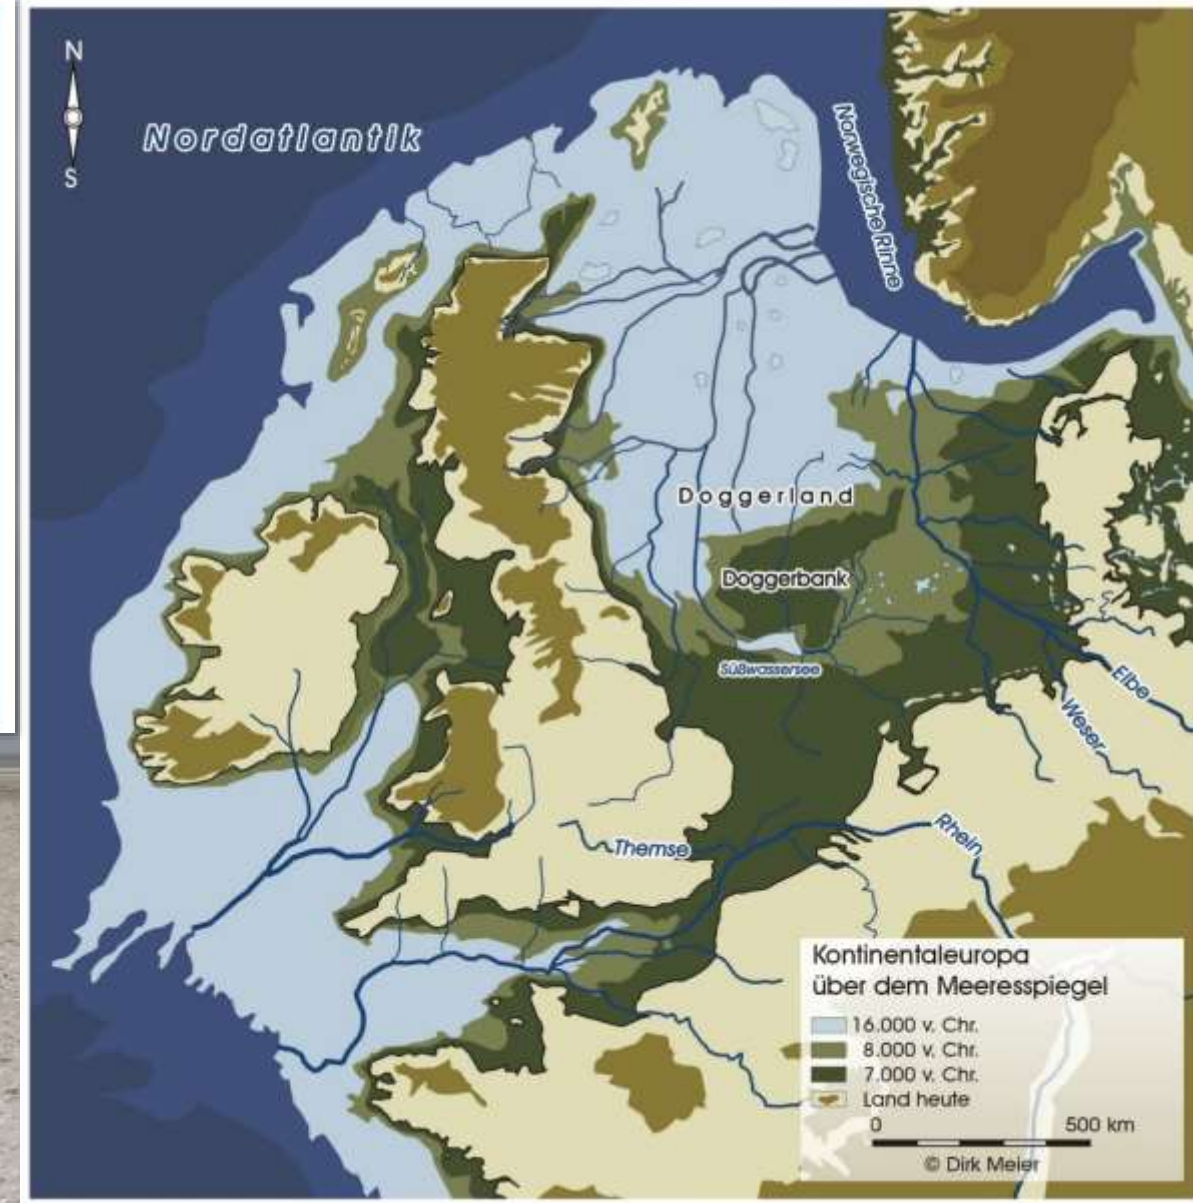 N
S
Nordatlantik
Norwegische Rinne
Doggerland
Doggerbank
Süßwassersee
Elbe
Weser
Rhein
Themse
Kontinentaleuropa
über dem Meeresspiegel
16.000 v. Chr.
8.000 v. Chr.
7.000 v. Chr.
Land heute
0 500 km
© Dirk Meier